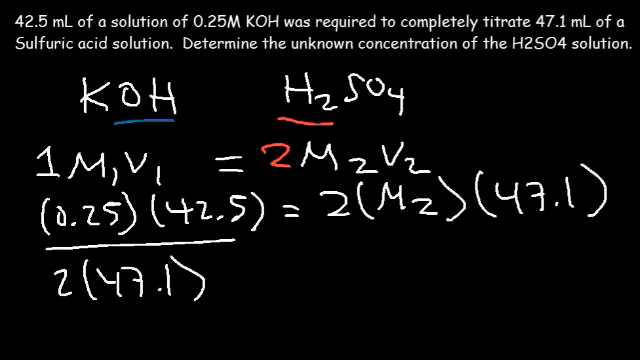 42.5 mL of a solution of 0.25M KOH was required to completely titrate 47.1 mL of a
Sulfuric acid solution. Determine the unknown concentration of the H2SO4 solution.
KOH H₂SO₄
1M₁V₁ = 2M₂V₂
(0.25)(42.5) = 2(M₂)(47.1)
2(47.1)